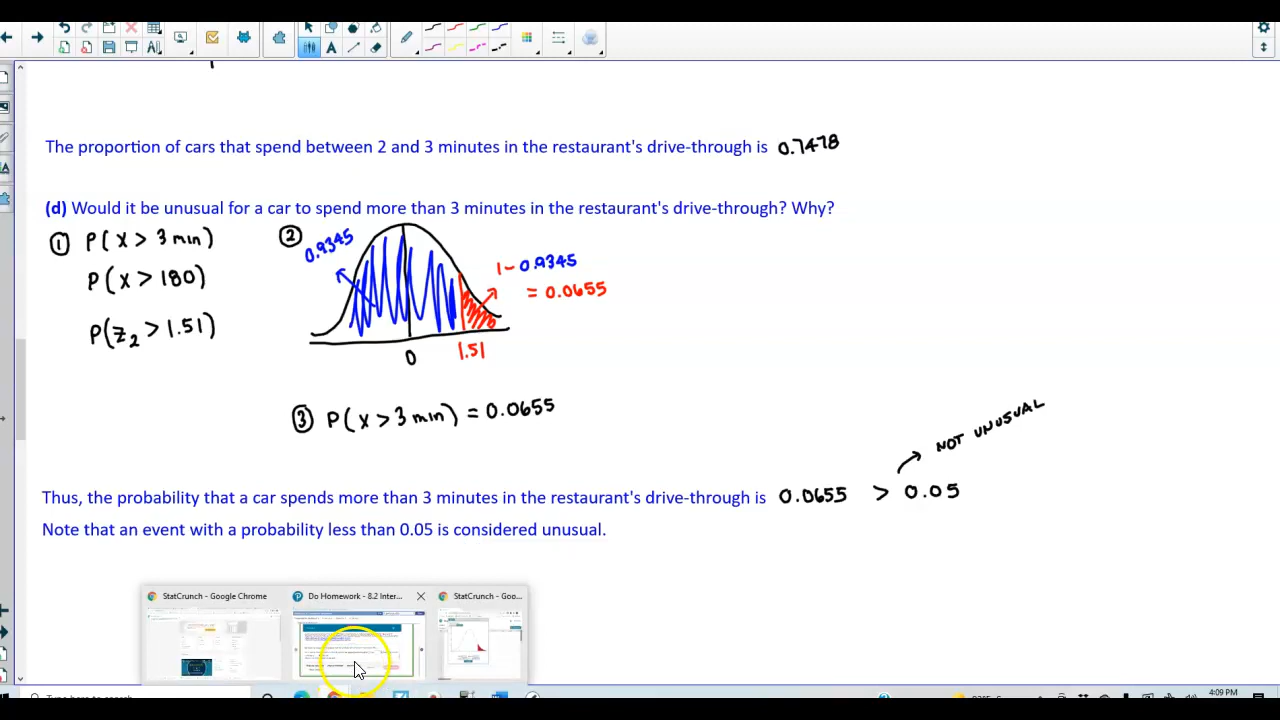 The proportion of cars that spend between 2 and 3 minutes in the restaurant's drive-through is 0.7478
(d) Would it be unusual for a car to spend more than 3 minutes in the restaurant's drive-through? Why?
① P(x > 3 min)
P(x > 180)
P(z₂ > 1.51)
②
0.9345
1 - 0.9345
= 0.0655
0
1.51
③ P(x > 3 min) = 0.0655
NOT UNUSUAL
Thus, the probability that a car spends more than 3 minutes in the restaurant's drive-through is 0.0655 > 0.05
Note that an event with a probability less than 0.05 is considered unusual.
StatCrunch - Google Chrome
Do Homework - 8.2 Inter...
StatCrunch - Goo...
4:09 PM